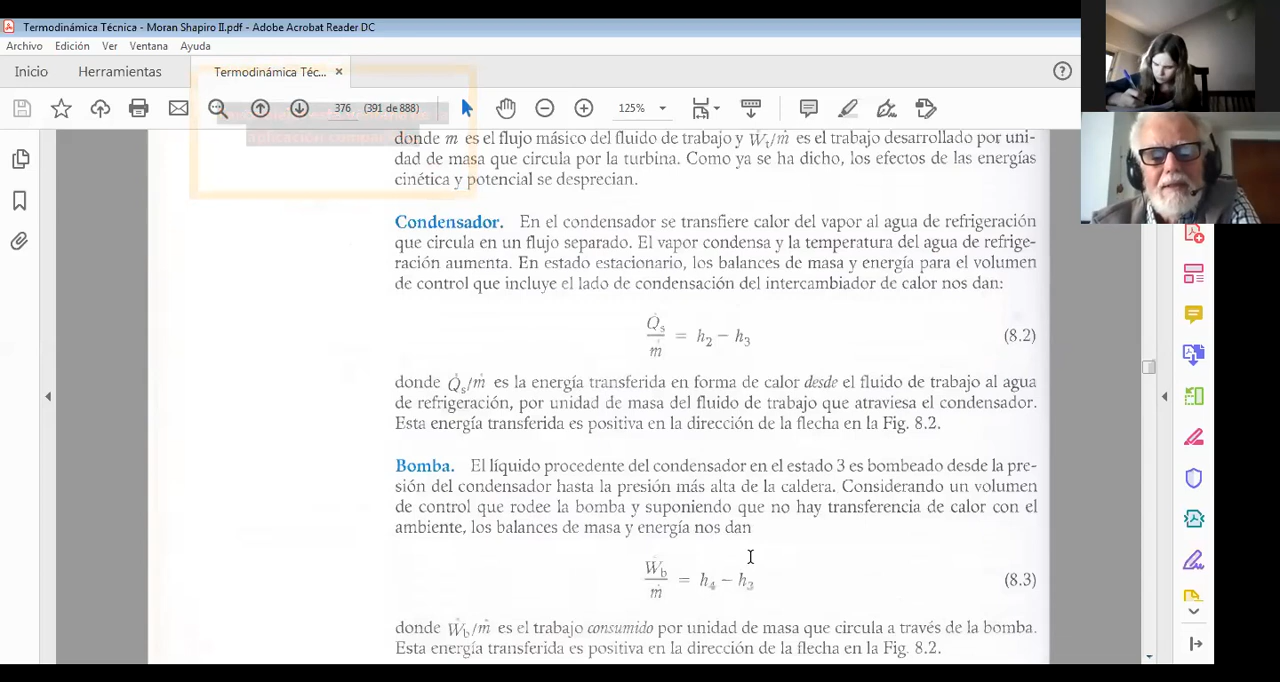 Termodinámica Técnica - Moran Shapiro II.pdf - Adobe Acrobat Reader DC
Archivo Edición Ver Ventana Ayuda
Inicio Herramientas Termodinámica Téc... ×
376 (391 de 888) 125%
donde ṁ es el flujo másico del fluido de trabajo y Ẇt/ṁ es el trabajo desarrollado por uni-
dad de masa que circula por la turbina. Como ya se ha dicho, los efectos de las energías
cinética y potencial se desprecian.
Condensador. En el condensador se transfiere calor del vapor al agua de refrigeración
que circula en un flujo separado. El vapor condensa y la temperatura del agua de refrige-
ración aumenta. En estado estacionario, los balances de masa y energía para el volumen
de control que incluye el lado de condensación del intercambiador de calor nos dan:
Q̇s/ṁ = h2 − h3 (8.2)
donde Q̇s/ṁ es la energía transferida en forma de calor desde el fluido de trabajo al agua
de refrigeración, por unidad de masa del fluido de trabajo que atraviesa el condensador.
Esta energía transferida es positiva en la dirección de la flecha en la Fig. 8.2.
Bomba. El líquido procedente del condensador en el estado 3 es bombeado desde la pre-
sión del condensador hasta la presión más alta de la caldera. Considerando un volumen
de control que rodee la bomba y suponiendo que no hay transferencia de calor con el
ambiente, los balances de masa y energía nos dan
Ẇb/ṁ = h4 − h3 (8.3)
donde Ẇb/ṁ es el trabajo consumido por unidad de masa que circula a través de la bomba.
Esta energía transferida es positiva en la dirección de la flecha en la Fig. 8.2.